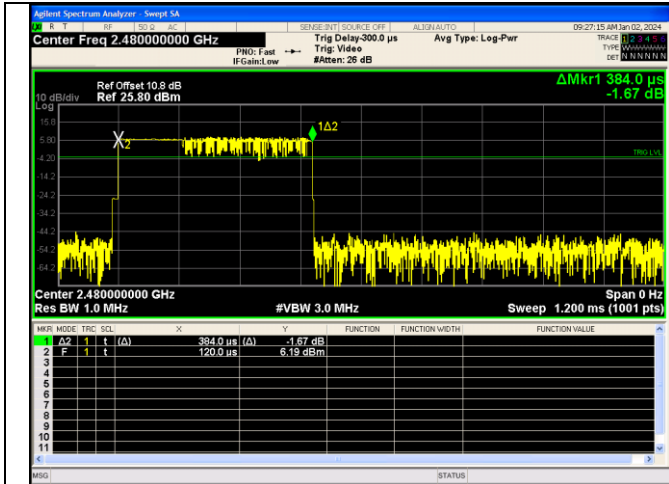 Agilent Spectrum Analyzer - Swept SA
R T RF 50 Ω AC SENSE:INT SOURCE OFF ALIGN AUTO 09:27:15 AM Jan 02, 2024
Center Freq 2.480000000 GHz Trig Delay-300.0 µs Avg Type: Log-Pwr TRACE 1 2 3 4 5 6
PNO: Fast Trig: Video TYPE WWWWWW
IFGain:Low #Atten: 26 dB DET N N N N N N
ΔMkr1 384.0 µs
Ref Offset 10.8 dB
10 dB/div Ref 25.80 dBm -1.67 dB
Log
15.8
1Δ2
5.80
X2
-4.20
TRIG LVL
-14.2
-24.2
-34.2
-44.2
-54.2
-64.2
Center 2.480000000 GHz Span 0 Hz
Res BW 1.0 MHz #VBW 3.0 MHz Sweep 1.200 ms (1001 pts)
MKR MODE TRC SCL X Y FUNCTION FUNCTION WIDTH FUNCTION VALUE
1 Δ2 1 t (Δ) 384.0 µs (Δ) -1.67 dB
2 F 1 t 120.0 µs 6.19 dBm
3
4
5
6
7
8
9
10
11
MSG STATUS